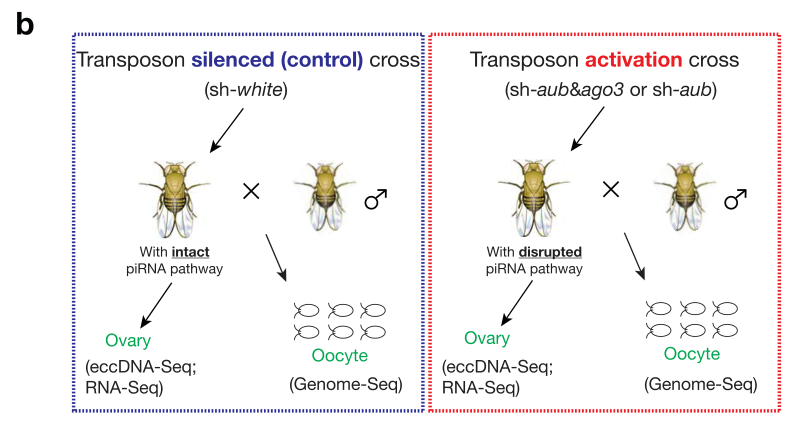 b
Transposon silenced (control) cross
(sh-white)
×
♂
With intact
piRNA pathway
Ovary
(eccDNA-Seq;
RNA-Seq)
Oocyte
(Genome-Seq)
Transposon activation cross
(sh-aub&ago3 or sh-aub)
×
♂
With disrupted
piRNA pathway
Ovary
(eccDNA-Seq;
RNA-Seq)
Oocyte
(Genome-Seq)